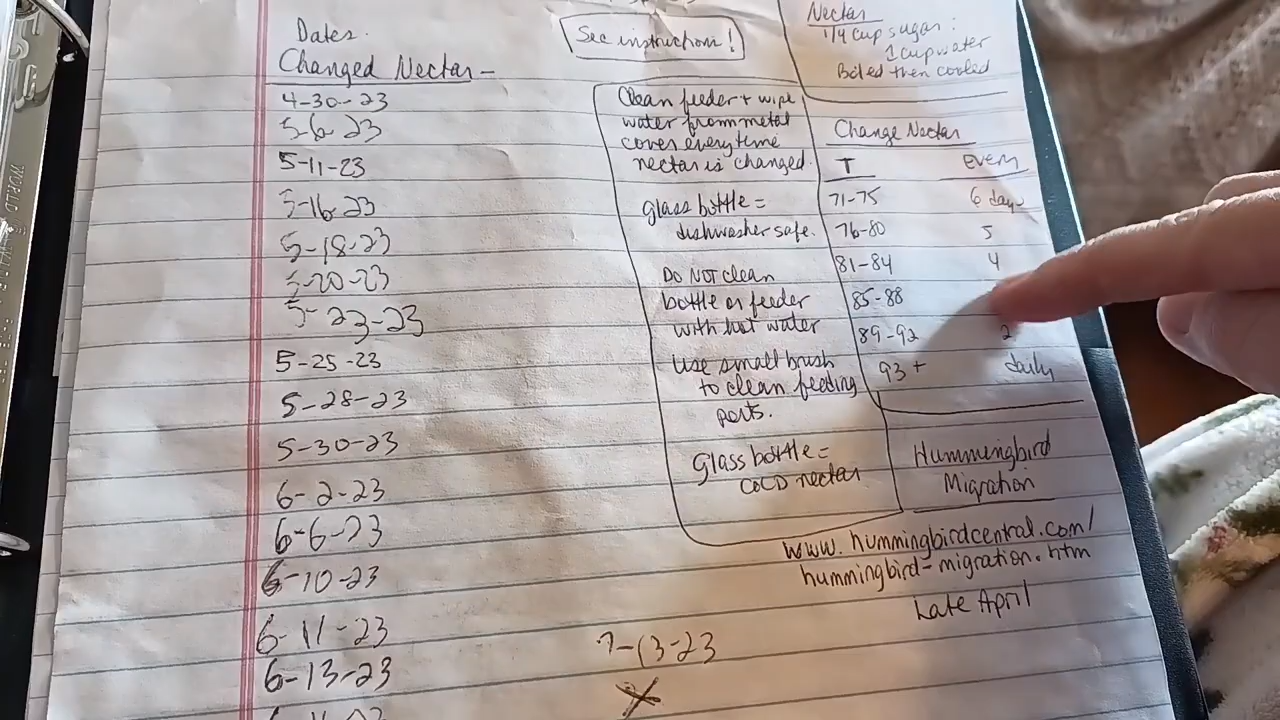 Dates.
Changed Nectar -
4-30-23
5-6-23
5-11-23
5-16-23
5-18-23
5-20-23
5-23-23
5-25-23
5-28-23
5-30-23
6-2-23
6-6-23
6-10-23
6-11-23
6-13-23
See instruction!
Clean feeder + wipe
water from metal
cover everytime
nectar is changed.
glass bottle =
dishwasher safe.
Do NOT clean
bottle or feeder
with hot water
Use small brush
to clean feeding
ports.
Glass bottle =
COLD nectar
7-13-23
X
Nectar
1/4 cup sugar:
1 cup water
Boiled then cooled
Change Nectar
T Every
71-75 6 days
76-80 5
81-84 4
85-88
89-92 2
93+ daily
Hummingbird
Migration
www.hummingbirdcentral.com/
hummingbird-migration.htm
Late April